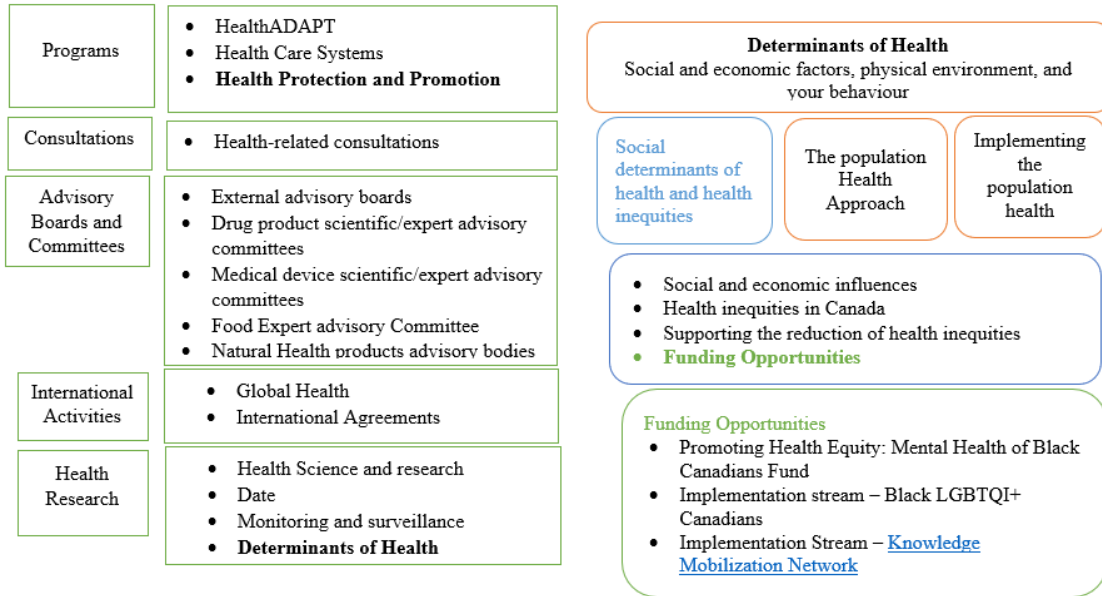 Programs
HealthADAPT
Health Care Systems
Health Protection and Promotion
Consultations
Health-related consultations
Advisory
Boards and
Committees
External advisory boards
Drug product scientific/expert advisory
committees
Medical device scientific/expert advisory
committees
Food Expert advisory Committee
Natural Health products advisory bodies
International
Activities
Global Health
International Agreements
Health
Research
Health Science and research
Date
Monitoring and surveillance
Determinants of Health
Determinants of Health
Social and economic factors, physical environment, and
your behaviour
Social
determinants of
health and health
inequities
The population
Health
Approach
Implementing
the
population
health
Social and economic influences
Health inequities in Canada
Supporting the reduction of health inequities
Funding Opportunities
Funding Opportunities
Promoting Health Equity: Mental Health of Black
Canadians Fund
Implementation stream – Black LGBTQI+
Canadians
Implementation Stream – Knowledge
Mobilization Network